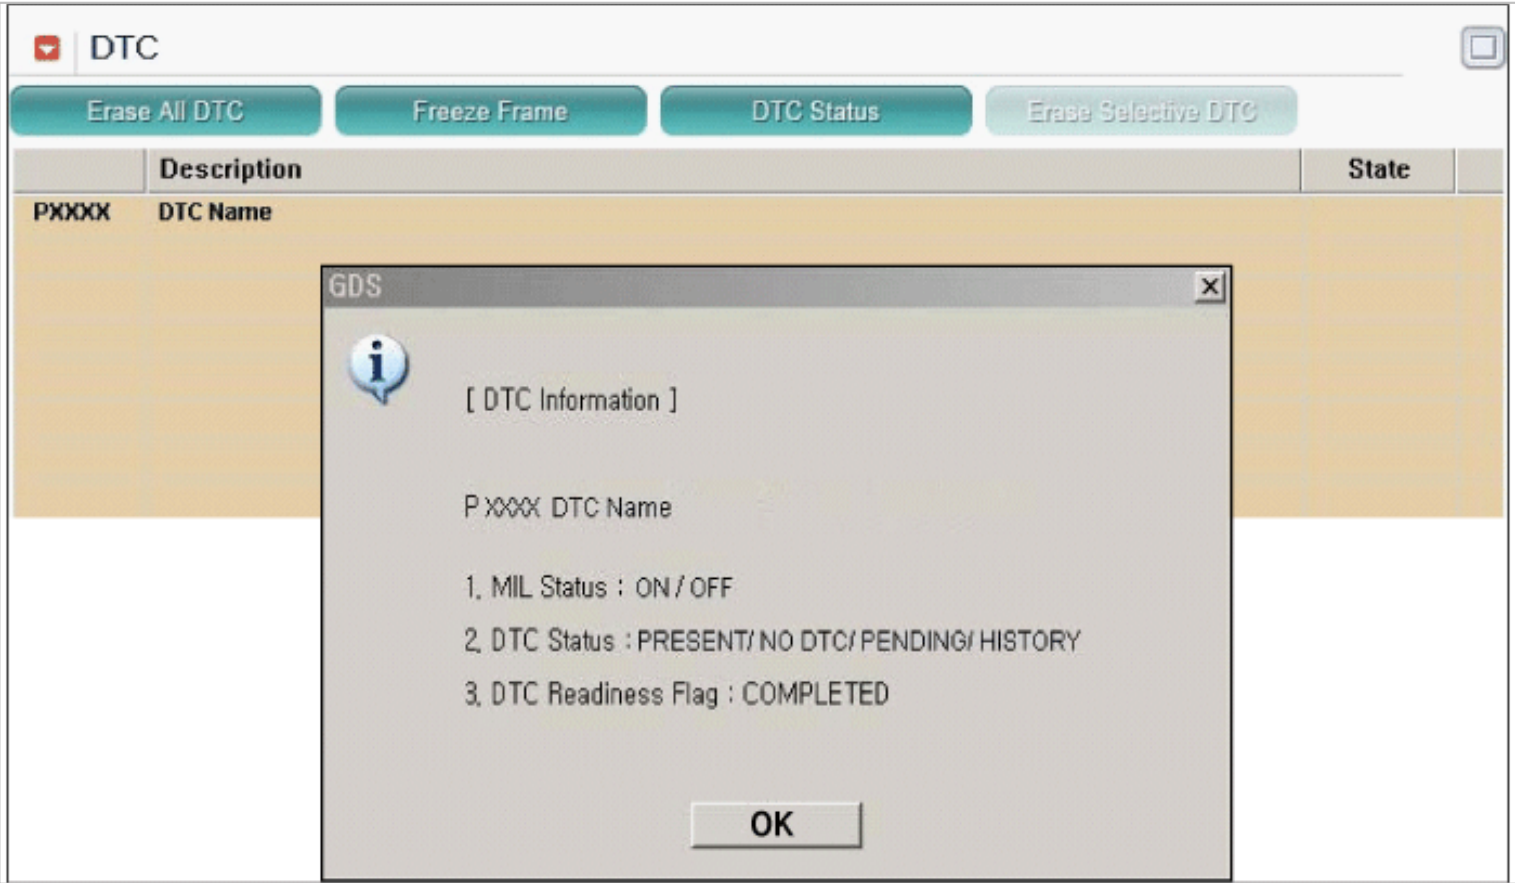 DTC
Erase All DTC Freeze Frame DTC Status Erase Selective DTC
Description State
PXXXX DTC Name
GDS
[ DTC Information ]
PXXXX DTC Name
1. MIL Status : ON / OFF
2. DTC Status : PRESENT/ NO DTC/ PENDING/ HISTORY
3. DTC Readiness Flag : COMPLETED
OK